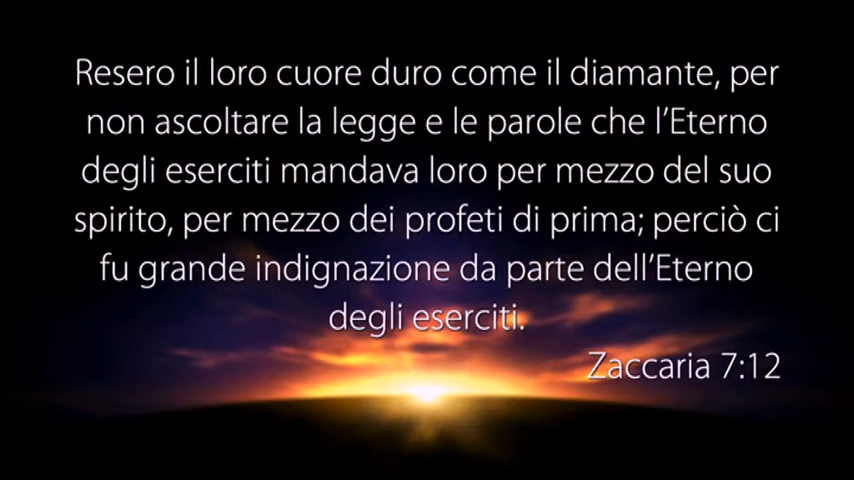 Resero il loro cuore duro come il diamante, per
non ascoltare la legge e le parole che l’Eterno
degli eserciti mandava loro per mezzo del suo
spirito, per mezzo dei profeti di prima; perciò ci
fu grande indignazione da parte dell’Eterno
degli eserciti.
Zaccaria 7:12